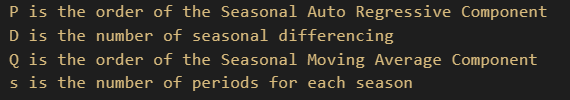 P is the order of the Seasonal Auto Regressive Component
D is the number of seasonal differencing
Q is the order of the Seasonal Moving Average Component
s is the number of periods for each season